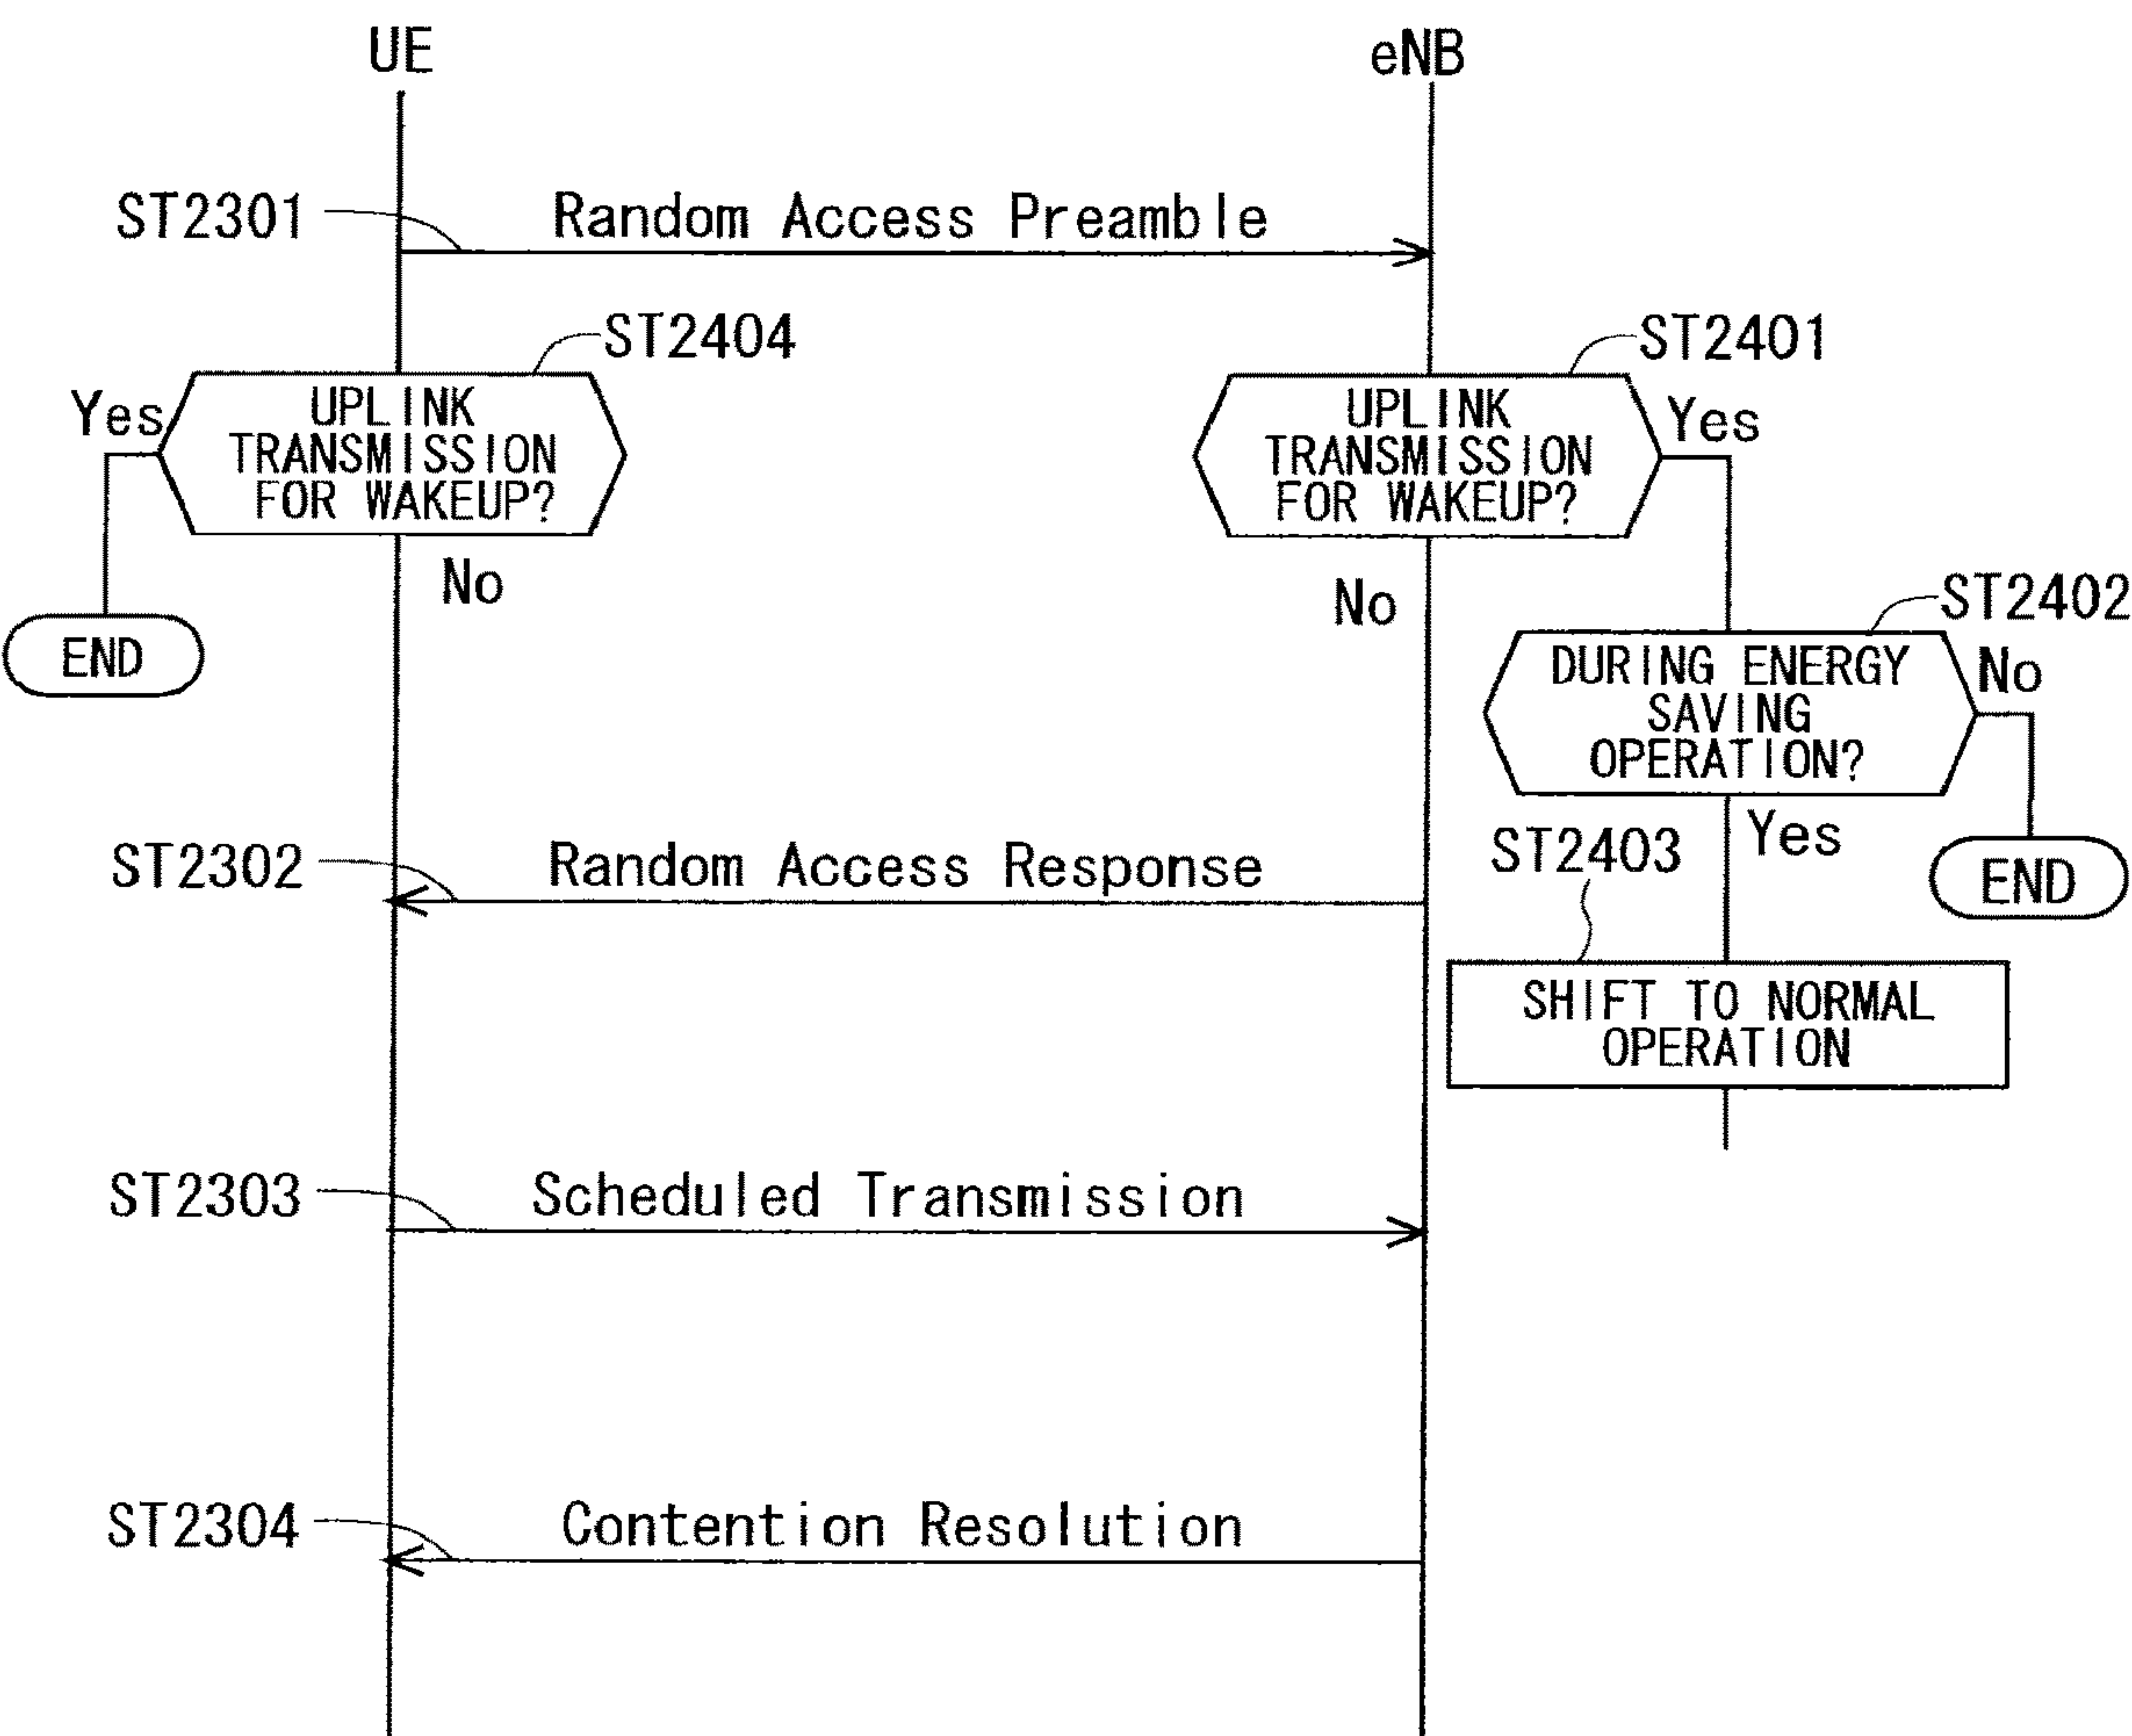 UE
eNB
ST2301
Random Access Preamble
ST2404
ST2401
Yes
UPLINK
TRANSMISSION
FOR WAKEUP?
UPLINK
TRANSMISSION
FOR WAKEUP?
Yes
No
No
ST2402
END
DURING ENERGY
SAVING
OPERATION?
No
ST2403
Yes
ST2302
Random Access Response
END
SHIFT TO NORMAL
OPERATION
ST2303
Scheduled Transmission
ST2304
Contention Resolution